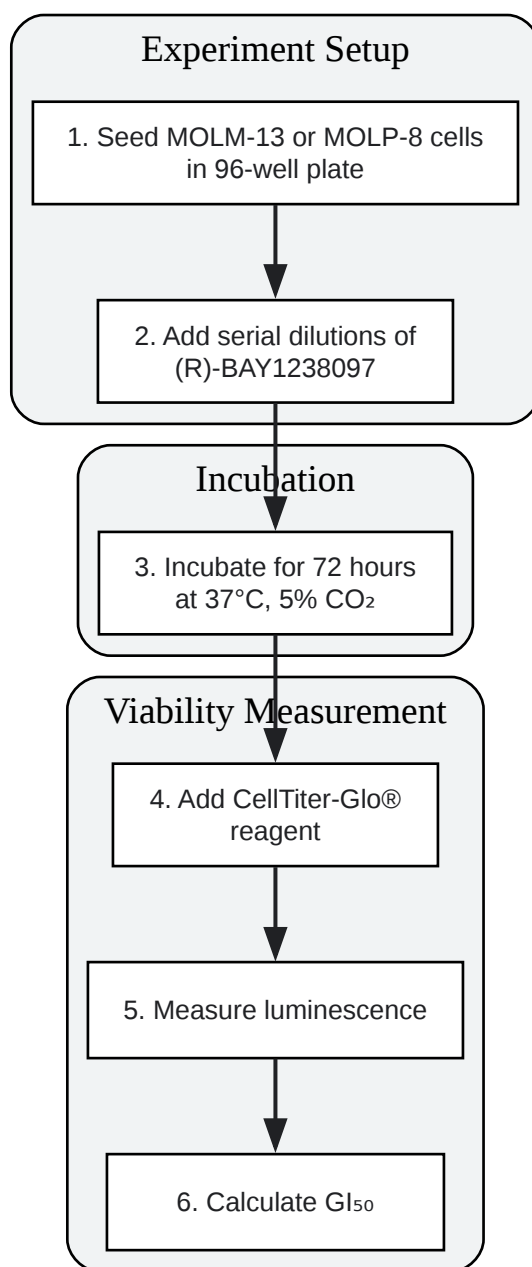 Experiment Setup
1. Seed MOLM-13 or MOLP-8 cells
in 96-well plate
2. Add serial dilutions of
(R)-BAY1238097
Incubation
3. Incubate for 72 hours
at 37°C, 5% CO₂
Viability Measurement
4. Add CellTiter-Glo®
reagent
5. Measure luminescence
6. Calculate GI₅₀